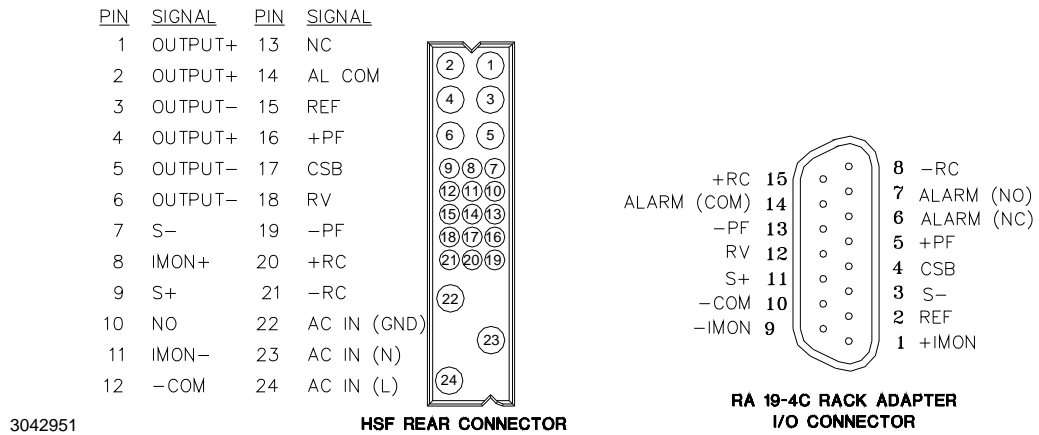 PIN SIGNAL PIN SIGNAL
1 OUTPUT+ 13 NC
2 OUTPUT+ 14 AL COM
3 OUTPUT− 15 REF
4 OUTPUT+ 16 +PF
5 OUTPUT− 17 CSB
6 OUTPUT− 18 RV
7 S− 19 −PF
8 IMON+ 20 +RC
9 S+ 21 −RC
10 NO 22 AC IN (GND)
11 IMON− 23 AC IN (N)
12 −COM 24 AC IN (L)
2 1
4 3
6 5
9 8 7
12 11 10
15 14 13
18 17 16
21 20 19
22
23
24
HSF REAR CONNECTOR
+RC 15
ALARM (COM) 14
−PF 13
RV 12
S+ 11
−COM 10
−IMON 9
8 −RC
7 ALARM (NO)
6 ALARM (NC)
5 +PF
4 CSB
3 S−
2 REF
1 +IMON
RA 19-4C RACK ADAPTER
I/O CONNECTOR
3042951